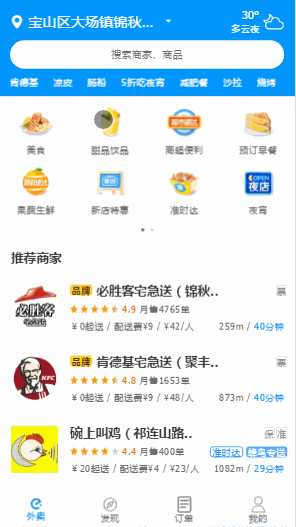 宝山区大场镇锦秋...
30°
多云夜
搜索商家、商品
肯德基 凉皮 肠粉 5折吃夜宵 减肥餐 沙拉 烧烤
美食 甜品饮品 商超便利 预订早餐
OPEN
夜店
果蔬生鲜 新店特惠 准时达 夜宵
推荐商家
品牌 必胜客宅急送（锦秋..
票
必胜客
4.9 月售4765单
¥0起送 / 配送费¥9 / ¥42/人
259m / 40分钟
品牌 肯德基宅急送（聚丰..
票
KFC
4.8 月售1653单
¥0起送 / 配送费¥9 / ¥48/人
873m / 40分钟
碗上叫鸡（祁连山路..
保 准
4.4 月售400单
准时达 蜂鸟专送
¥20起送 / 配送费¥4 / ¥23/人
1082m / 29分钟
外卖 发现 订单 我的